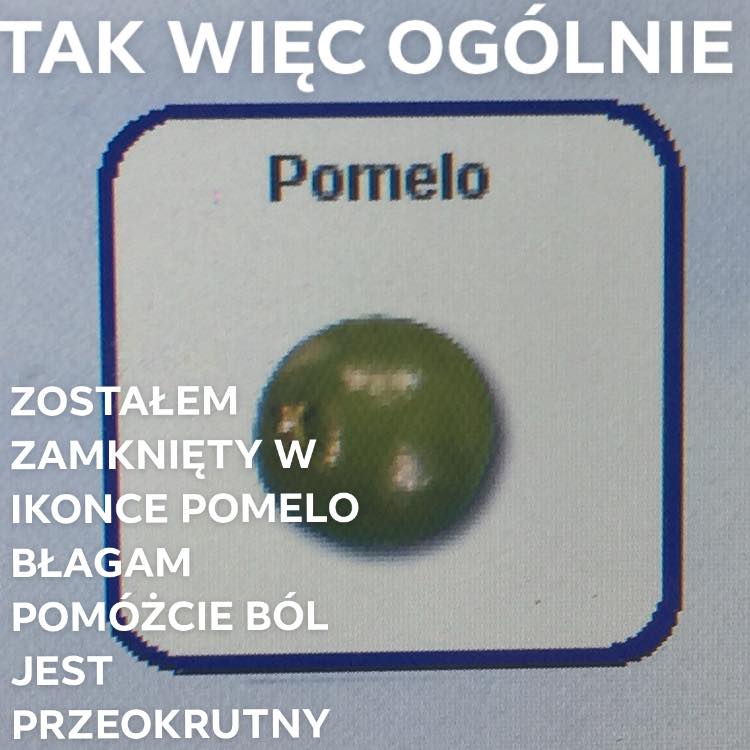 TAK WIĘC OGÓLNIE
Pomelo
ZOSTAŁEM
ZAMKNIĘTY W
IKONCE POMELO
BŁAGAM
POMÓŻCIE BÓL
JEST
PRZEOKRUTNY